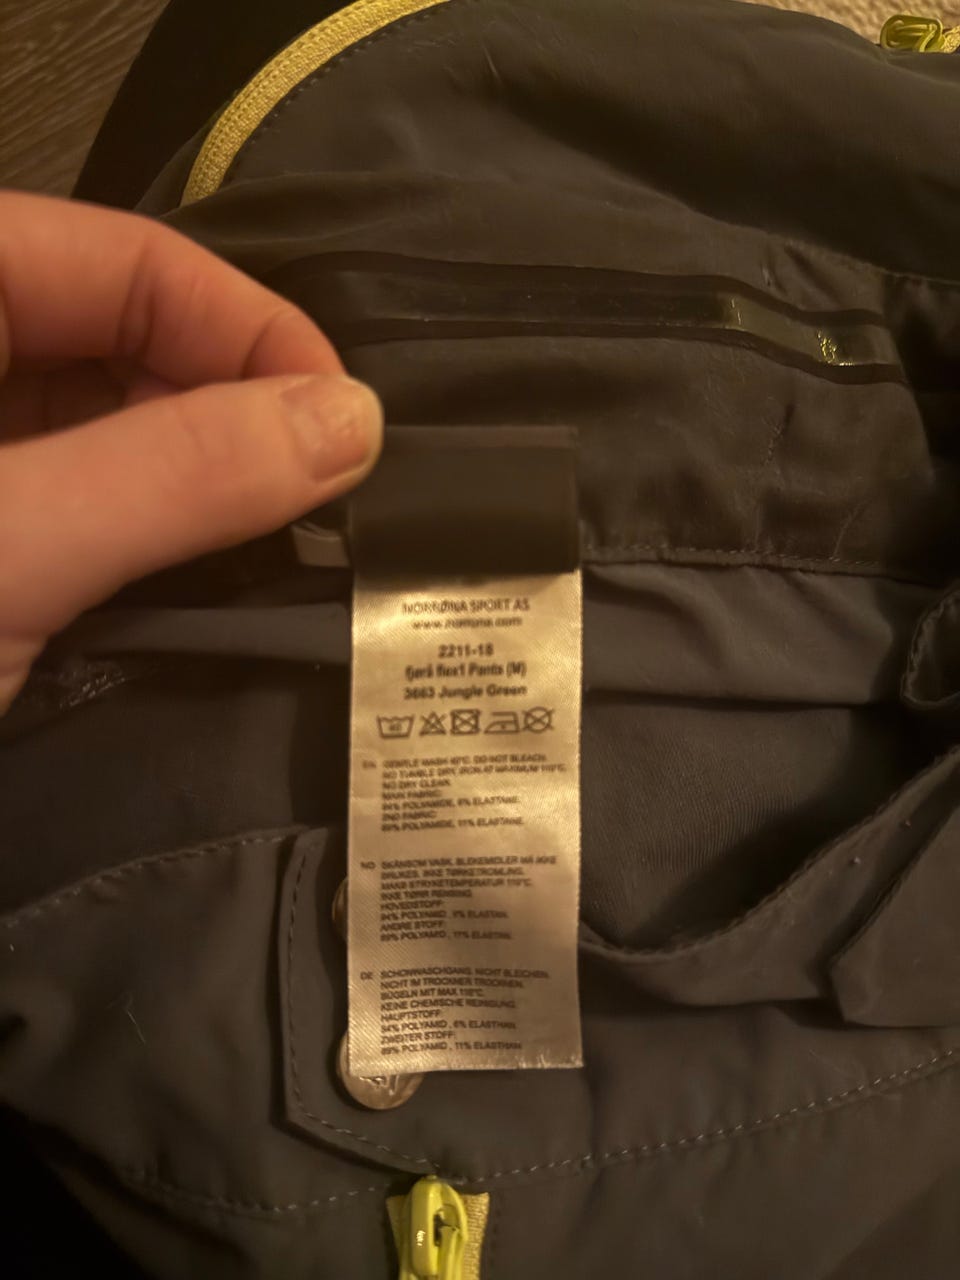 NORRØNA SPORT AS
www.norrona.com
2211-18
fjørå flex1 Pants (M)
3663 Jungle Green
40
EN GENTLE WASH 40°C. DO NOT BLEACH.
NO TUMBLE DRY. IRON AT MAXIMUM 110°C.
NO DRY CLEAN.
MAIN FABRIC:
94% POLYAMIDE, 6% ELASTANE.
2ND FABRIC:
89% POLYAMIDE, 11% ELASTANE.
NO SKÅNSOM VASK. BLEKEMIDLER MÅ IKKE
BRUKES. IKKE TØRKETROMLING.
MAKS STRYKETEMPERATUR 110°C.
IKKE TØRR RENSING.
HOVEDSTOFF:
94% POLYAMID, 6% ELASTAN.
ANDRE STOFF:
89% POLYAMID, 11% ELASTAN.
DE SCHONWASCHGANG. NICHT BLEICHEN.
NICHT IM TROCKNER TROCKNEN.
BÜGELN MIT MAX 110°C.
KEINE CHEMISCHE REINIGUNG.
HAUPTSTOFF:
94% POLYAMID, 6% ELASTHAN.
ZWEITER STOFF:
89% POLYAMID, 11% ELASTHAN.